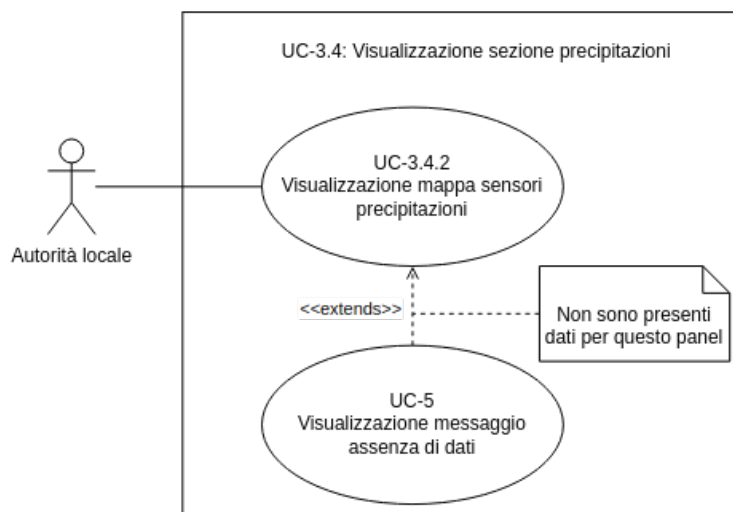 UC-3.4: Visualizzazione sezione precipitazioni
UC-3.4.2
Visualizzazione mappa sensori
precipitazioni
Autorità locale
<<extends>>
Non sono presenti
dati per questo panel
UC-5
Visualizzazione messaggio
assenza di dati